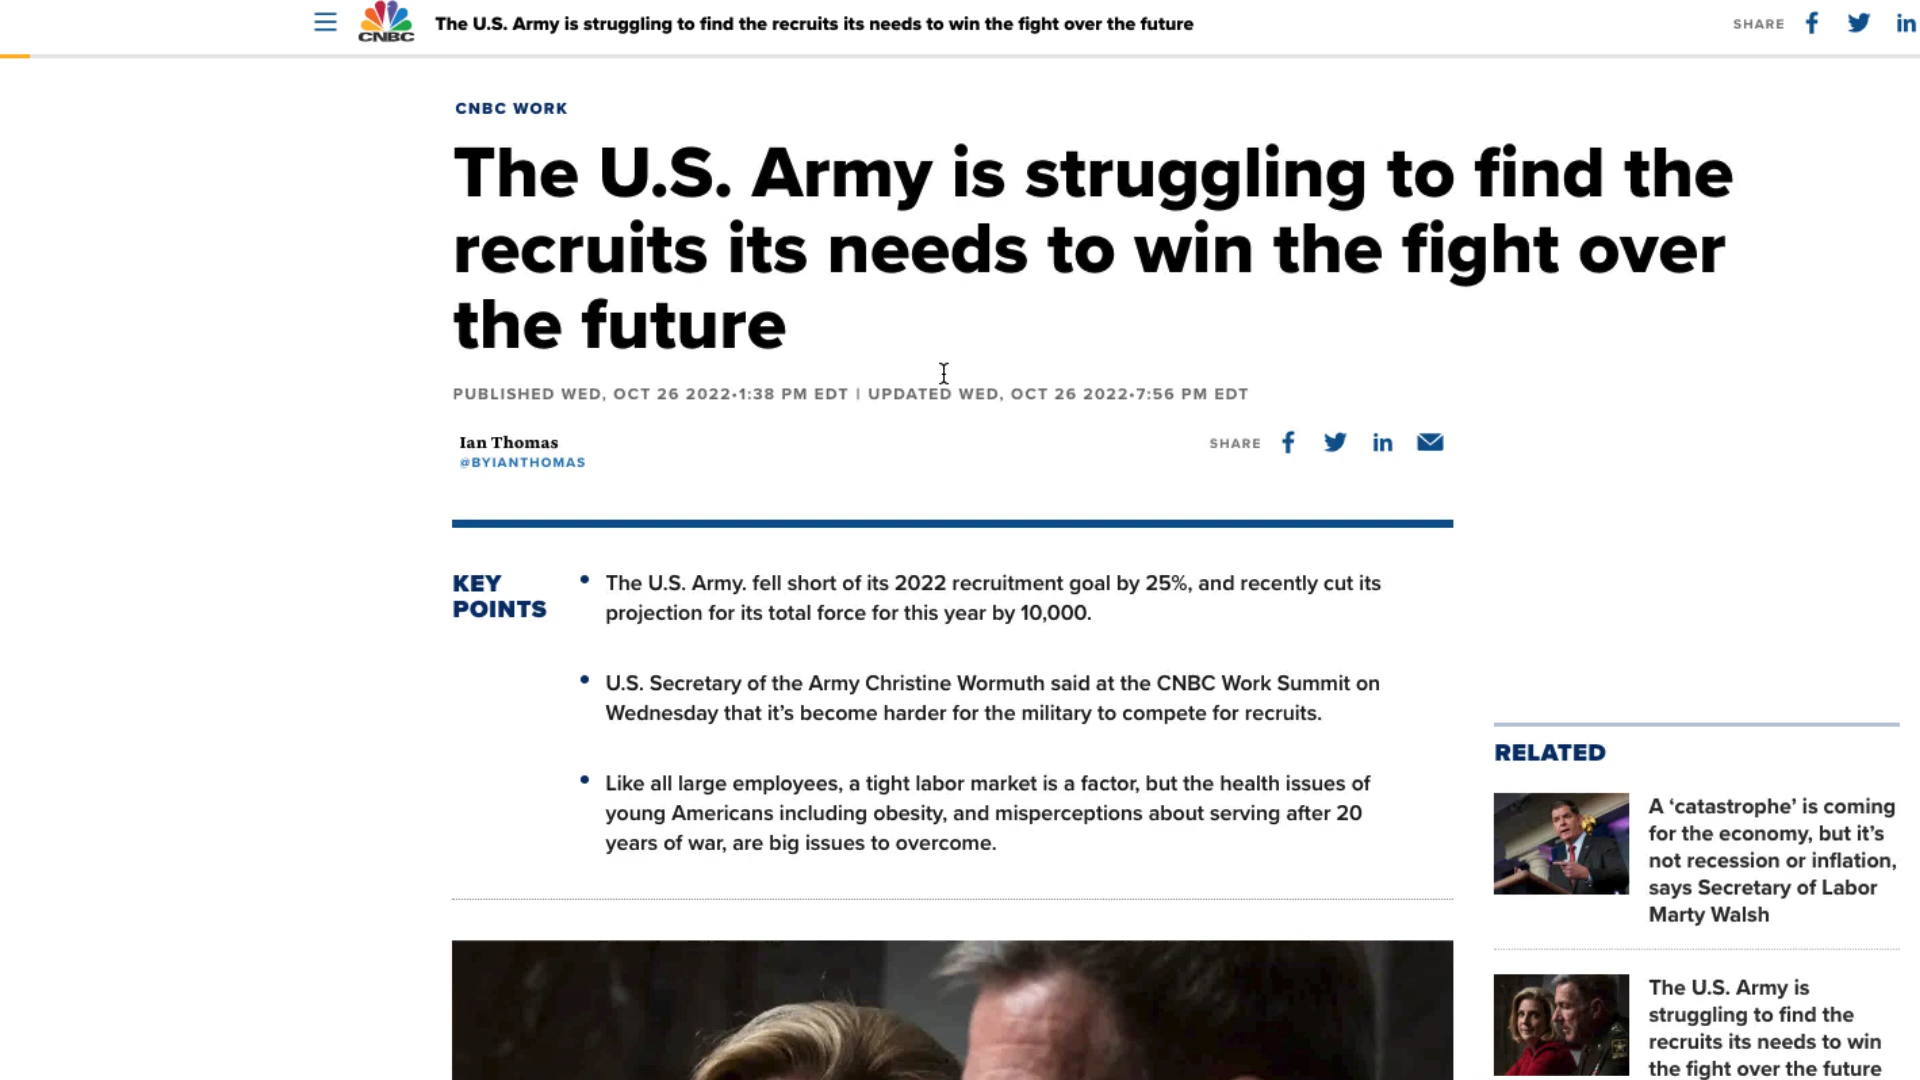 CNBC
The U.S. Army is struggling to find the recruits its needs to win the fight over the future
SHARE
CNBC WORK
The U.S. Army is struggling to find the
recruits its needs to win the fight over
the future
PUBLISHED WED, OCT 26 2022•1:38 PM EDT | UPDATED WED, OCT 26 2022•7:56 PM EDT
Ian Thomas
@BYIANTHOMAS
SHARE
KEY
POINTS
• The U.S. Army. fell short of its 2022 recruitment goal by 25%, and recently cut its
projection for its total force for this year by 10,000.
• U.S. Secretary of the Army Christine Wormuth said at the CNBC Work Summit on
Wednesday that it's become harder for the military to compete for recruits.
• Like all large employees, a tight labor market is a factor, but the health issues of
young Americans including obesity, and misperceptions about serving after 20
years of war, are big issues to overcome.
RELATED
A ‘catastrophe’ is coming
for the economy, but it’s
not recession or inflation,
says Secretary of Labor
Marty Walsh
The U.S. Army is
struggling to find the
recruits its needs to win
the fight over the future